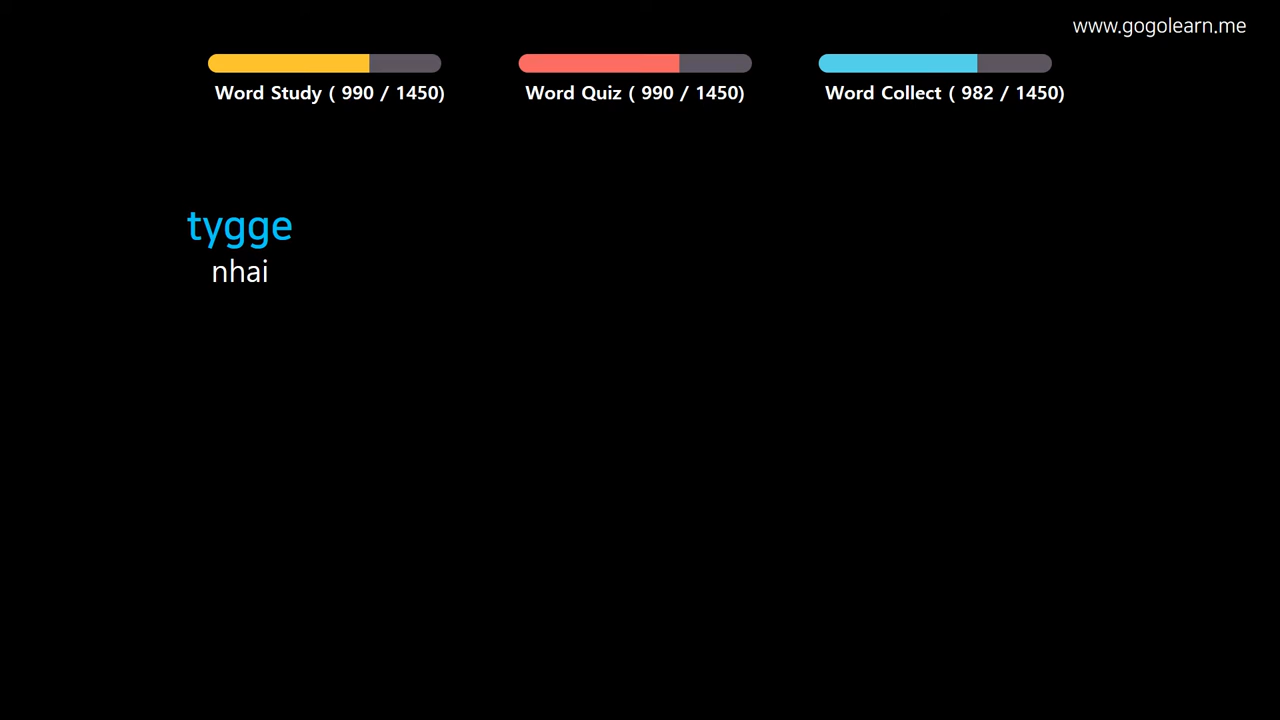 www.gogolearn.me
Word Study ( 990 / 1450)
Word Quiz ( 990 / 1450)
Word Collect ( 982 / 1450)
tygge
nhai